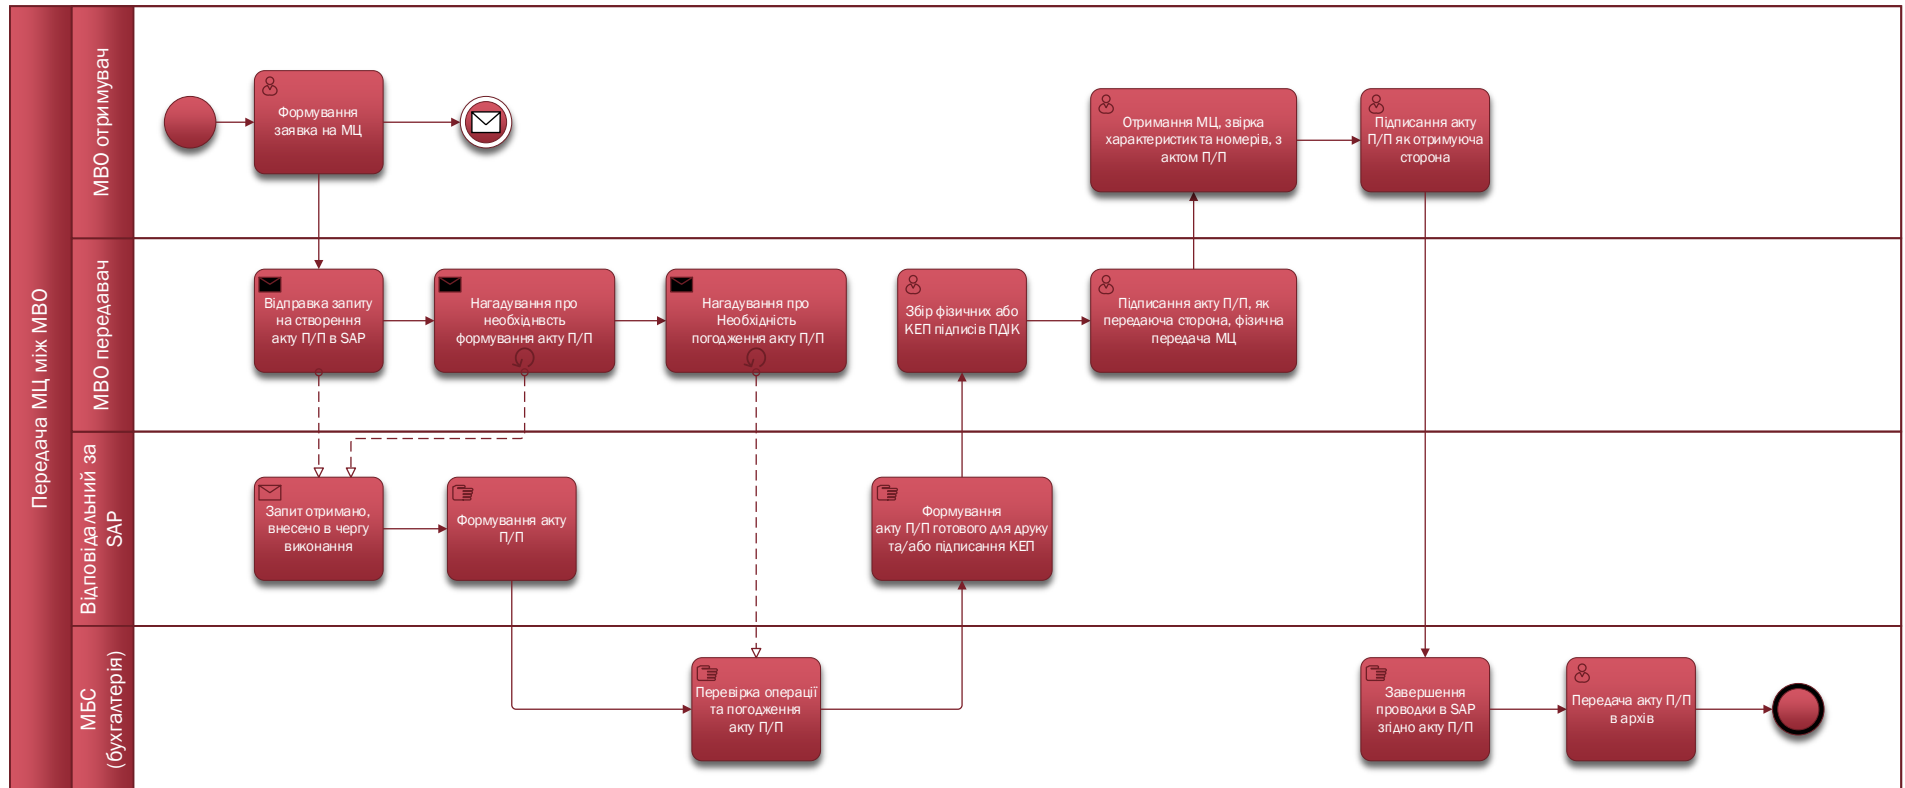 Передача МЦ між МВО
МВО отримувач
Формування
заявка на МЦ
Отримання МЦ, звірка
характеристик та номерів, з
актом П/П
Підписання акту
П/П як отримуюча
сторона
МВО передавач
Відправка запиту
на створення
акту П/П в SAP
Нагадування про
необхіднвсть
формування акту П/П
Нагадування про
Необхідність
погодження акту П/П
Збір фізичних або
КЕП підписів ПДІК
Підписання акту П/П, як
передаюча сторона, фізична
передача МЦ
Відповідальний за
SAP
Запит отримано,
внесено в чергу
виконання
Формування акту
П/П
Формування
акту П/П готового для друку
та/або підписання КЕП
МБС
(бухгалтерія)
Перевірка операції
та погодження
акту П/П
Завершення
проводки в SAP
згідно акту П/П
Передача акту П/П
в архів